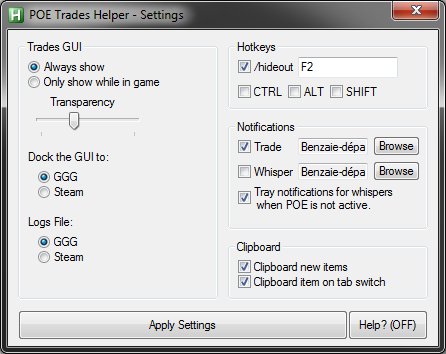 POE Trades Helper - Settings
Trades GUI
Always show
Only show while in game
Transparency
Dock the GUI to:
GGG
Steam
Logs File:
GGG
Steam
Hotkeys
/hideout F2
CTRL ALT SHIFT
Notifications
Trade Benzaie-dépa Browse
Whisper Benzaie-dépa Browse
Tray notifications for whispers
when POE is not active.
Clipboard
Clipboard new items
Clipboard item on tab switch
Apply Settings Help? (OFF)